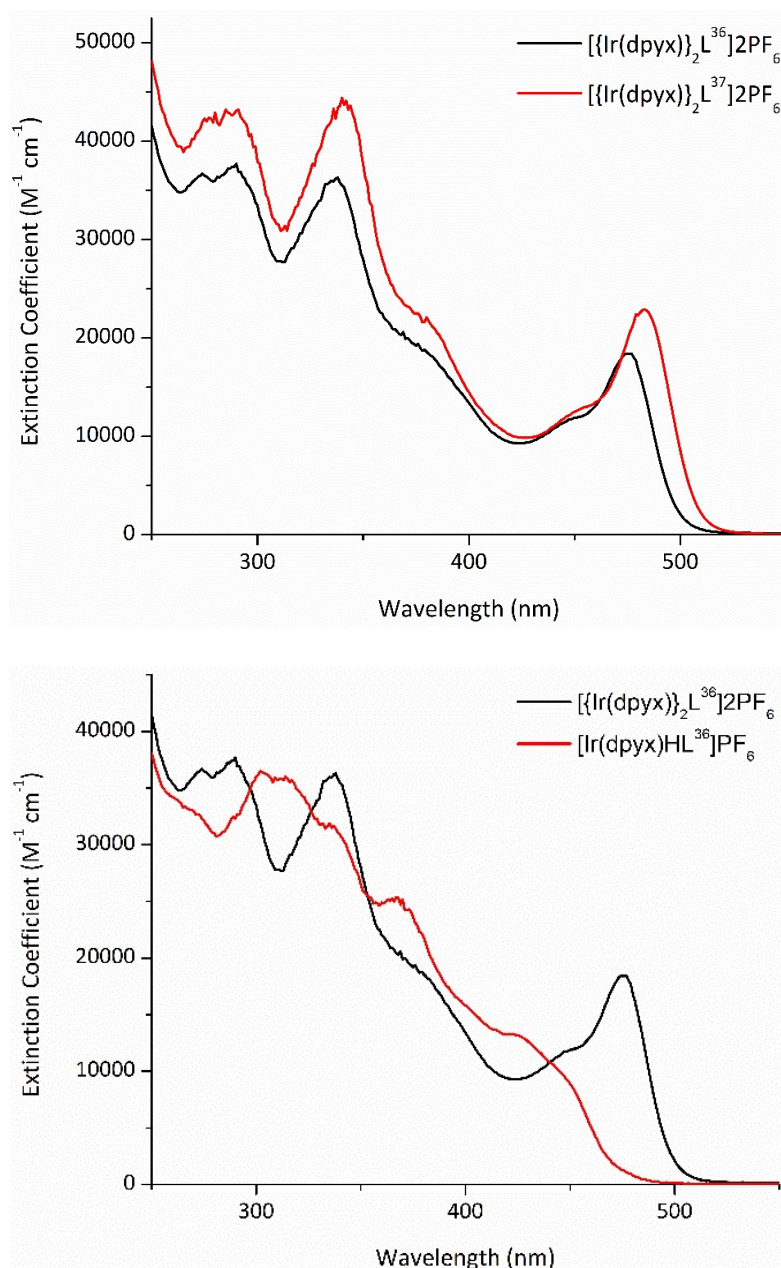 [{Ir(dpyx)}₂L³⁶]2PF₆
[{Ir(dpyx)}₂L³⁷]2PF₆
Extinction Coefficient (M⁻¹ cm⁻¹)
50000
40000
30000
20000
10000
0
300
400
500
Wavelength (nm)
[{Ir(dpyx)}₂L³⁶]2PF₆
[Ir(dpyx)HL³⁶]PF₆
Extinction Coefficient (M⁻¹ cm⁻¹)
40000
30000
20000
10000
0
300
400
500
Wavelength (nm)